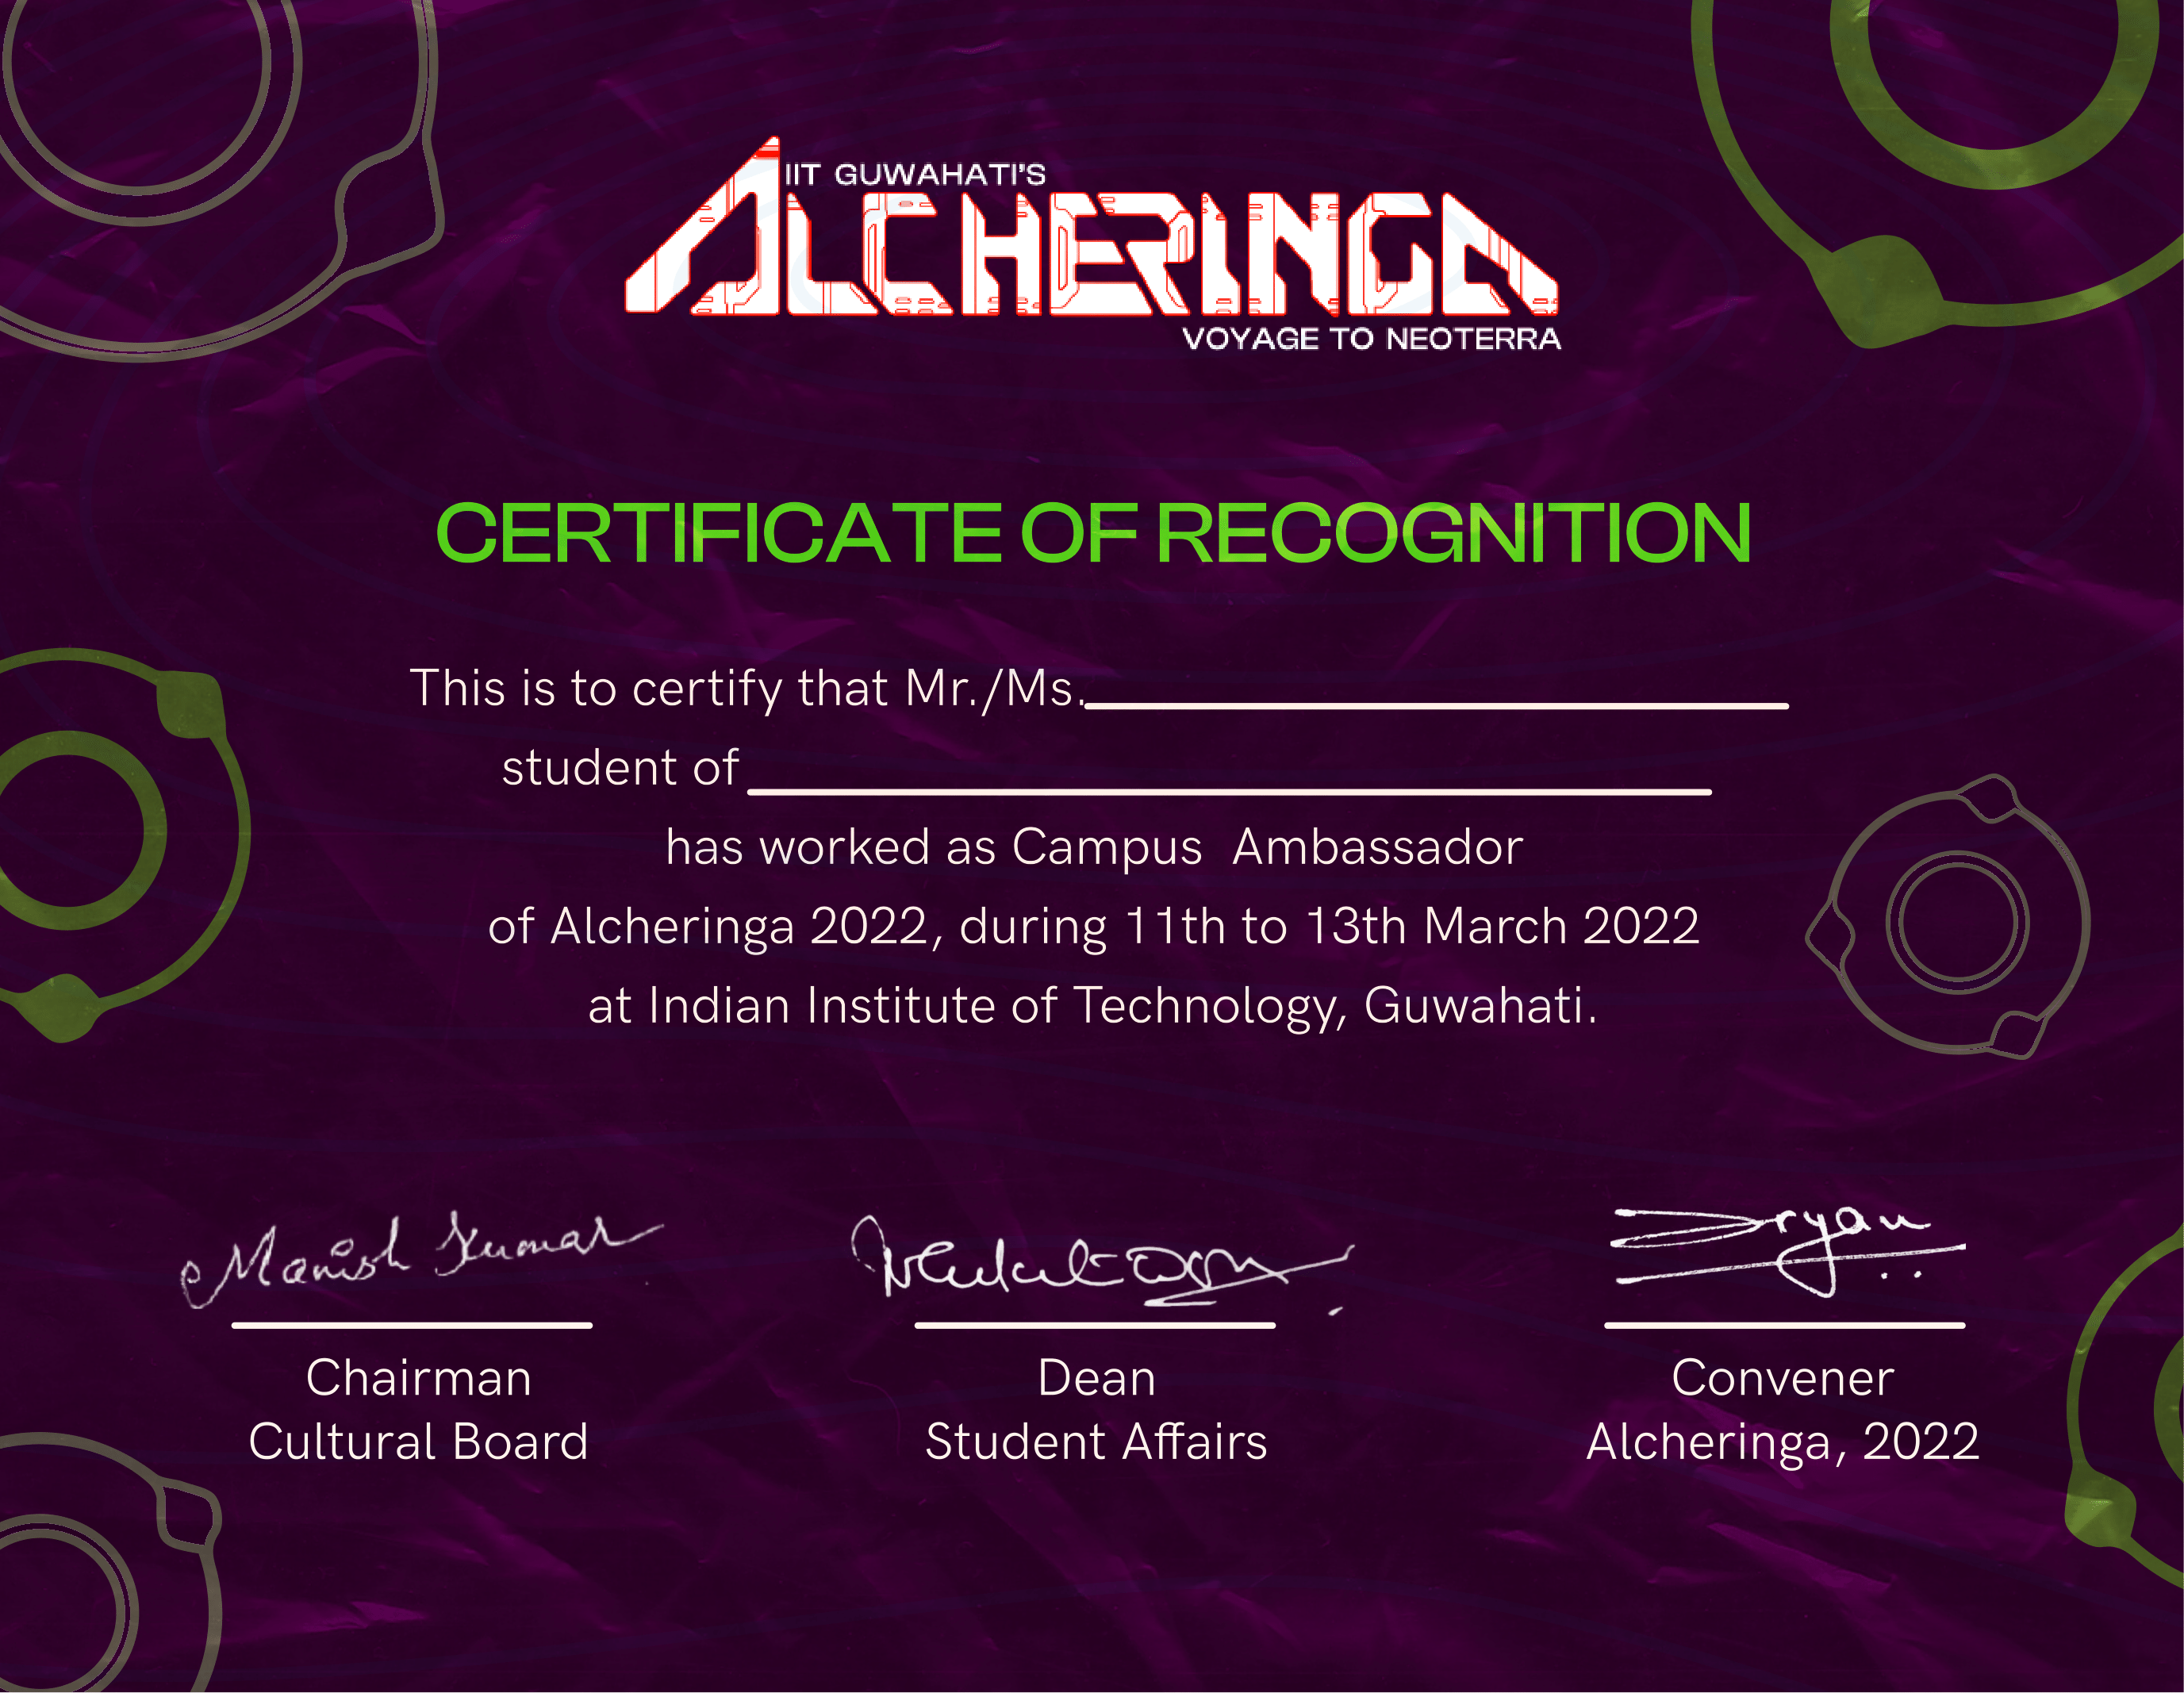 IIT GUWAHATI'S
ALCHERINGA
VOYAGE TO NEOTERRA
CERTIFICATE OF RECOGNITION
This is to certify that Mr./Ms.
student of
has worked as Campus Ambassador
of Alcheringa 2022, during 11th to 13th March 2022
at Indian Institute of Technology, Guwahati.
Manish Kumar
Chairman
Cultural Board
Dean
Student Affairs
Convener
Alcheringa, 2022